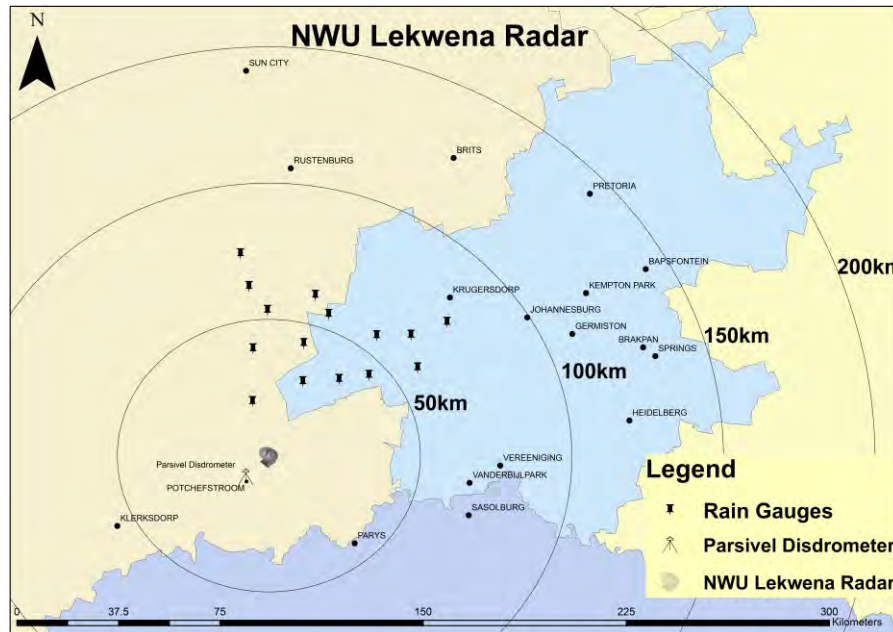 N
NWU Lekwena Radar
SUN CITY
BRITS
RUSTENBURG
PRETORIA
BAPSFONTEIN
200km
KEMPTON PARK
KRUGERSDORP
JOHANNESBURG
GERMISTON
150km
BRAKPAN
SPRINGS
100km
50km
HEIDELBERG
Parsivel Disdrometer
VEREENIGING
POTCHEFSTROOM
VANDERBIJLPARK
SASOLBURG
KLERKSDORP
PARYS
Legend
Rain Gauges
Parsivel Disdrometer
NWU Lekwena Radar
0 37.5 75 150 225 300
Kilometers